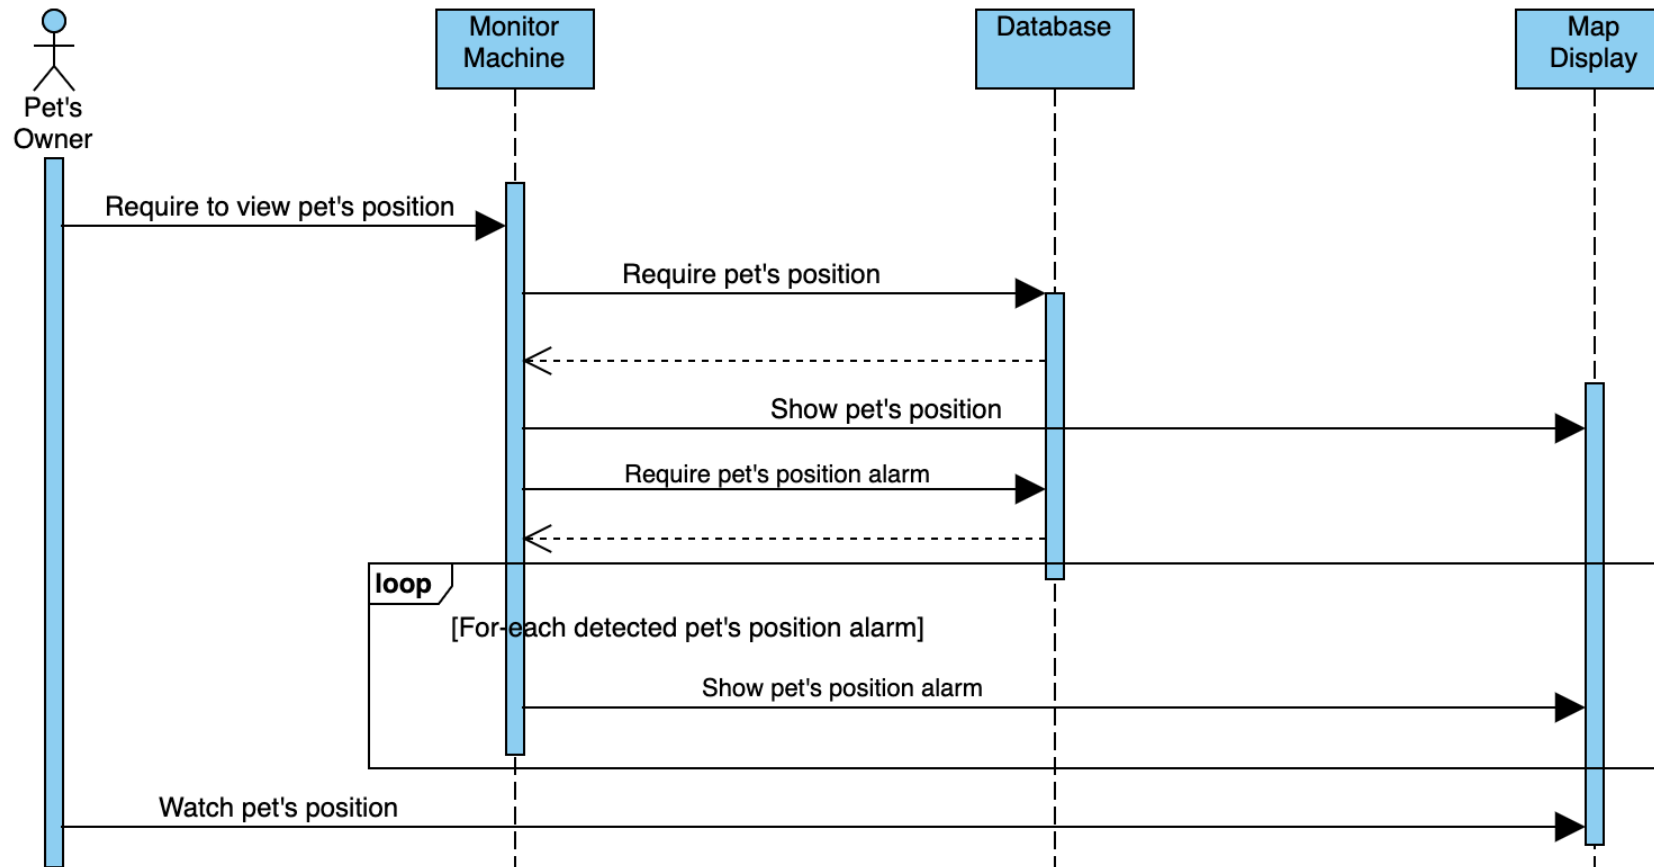 Pet's
Owner
Monitor
Machine
Database
Map
Display
Require to view pet's position
Require pet's position
Show pet's position
Require pet's position alarm
loop
[For-each detected pet's position alarm]
Show pet's position alarm
Watch pet's position